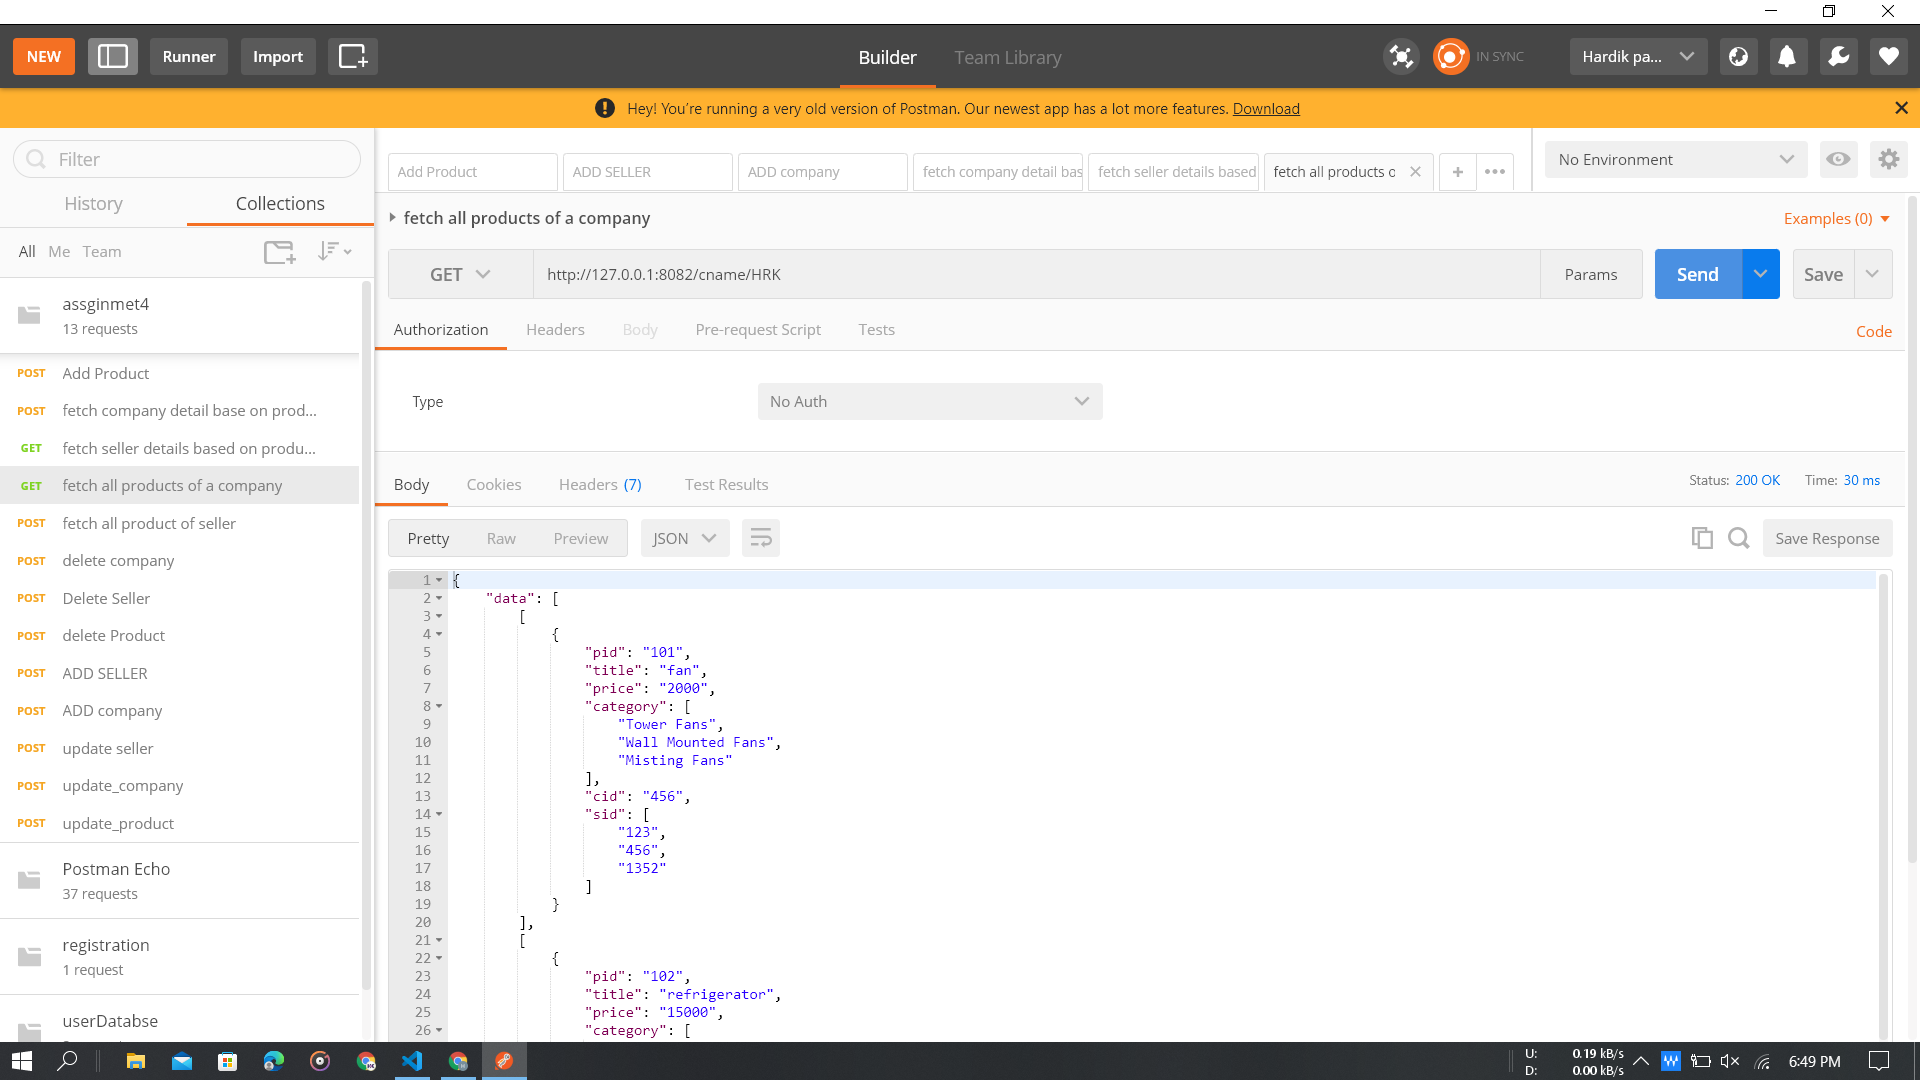 NEW
Runner
Import
Builder
Team Library
IN SYNC
Hardik pa...
Hey! You're running a very old version of Postman. Our newest app has a lot more features. Download
Filter
History
Collections
All Me Team
assginmet4
13 requests
POST Add Product
POST fetch company detail base on prod...
GET fetch seller details based on produ...
GET fetch all products of a company
POST fetch all product of seller
POST delete company
POST Delete Seller
POST delete Product
POST ADD SELLER
POST ADD company
POST update seller
POST update_company
POST update_product
Postman Echo
37 requests
registration
1 request
userDatabse
Add Product
ADD SELLER
ADD company
fetch company detail bas
fetch seller details based
fetch all products o
No Environment
fetch all products of a company
Examples (0)
GET
http://127.0.0.1:8082/cname/HRK
Params
Send
Save
Authorization
Headers
Body
Pre-request Script
Tests
Code
Type
No Auth
Body
Cookies
Headers (7)
Test Results
Status: 200 OK
Time: 30 ms
Pretty
Raw
Preview
JSON
Save Response
1 {
2 "data": [
3 [
4 {
5 "pid": "101",
6 "title": "fan",
7 "price": "2000",
8 "category": [
9 "Tower Fans",
10 "Wall Mounted Fans",
11 "Misting Fans"
12 ],
13 "cid": "456",
14 "sid": [
15 "123",
16 "456",
17 "1352"
18 ]
19 }
20 ],
21 [
22 {
23 "pid": "102",
24 "title": "refrigerator",
25 "price": "15000",
26 "category": [
U: 0.19 kB/s
D: 0.00 kB/s
6:49 PM